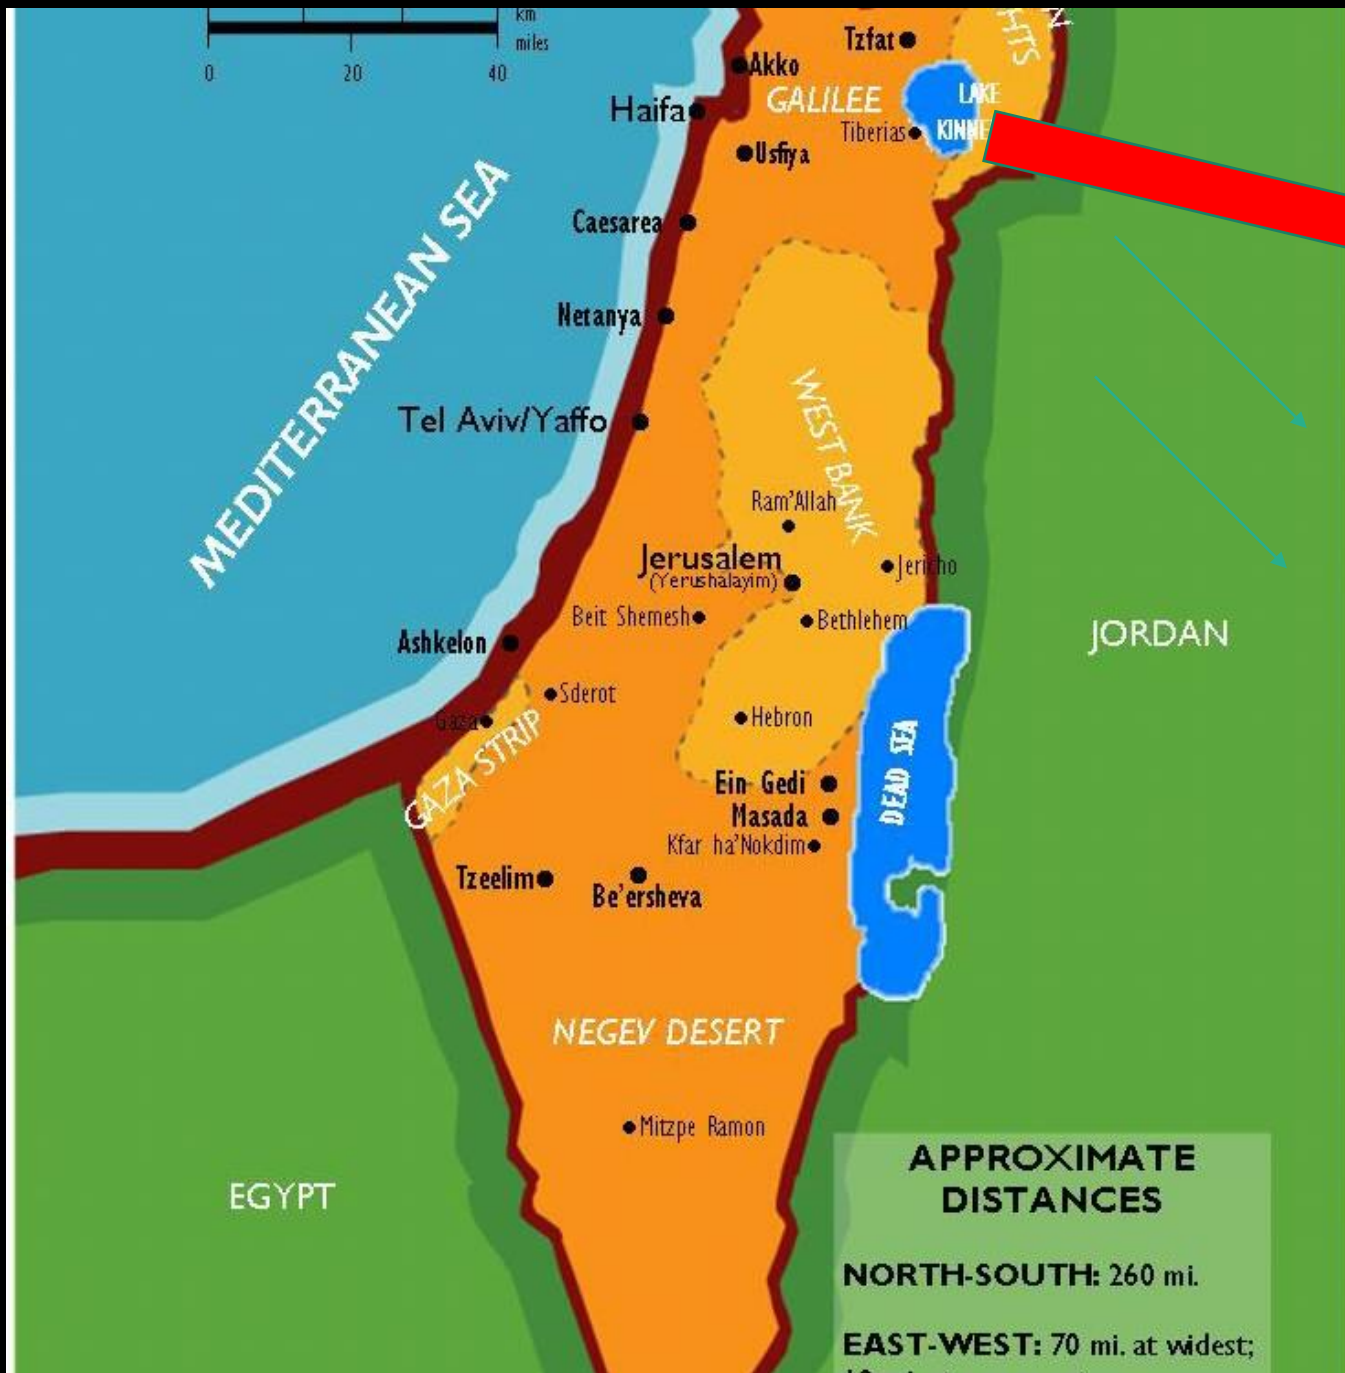 km
miles
0 20 40
Tzfat
Akko
GALILEE
LAKE
Haifa
Tiberias
Usfiya
MEDITERRANEAN SEA
Caesarea
Netanya
WEST BANK
Tel Aviv/Yaffo
Ram'Allah
Jerusalem
(Yerushalayim)
Jericho
Beit Shemesh
Bethlehem
JORDAN
Ashkelon
Sderot
Gaza
GAZA STRIP
Hebron
DEAD SEA
Ein Gedi
Masada
Kfar ha'Nokdim
Tzeelim
Be'ersheva
NEGEV DESERT
Mitzpe Ramon
EGYPT
APPROXIMATE
DISTANCES
NORTH-SOUTH: 260 mi.
EAST-WEST: 70 mi. at widest;